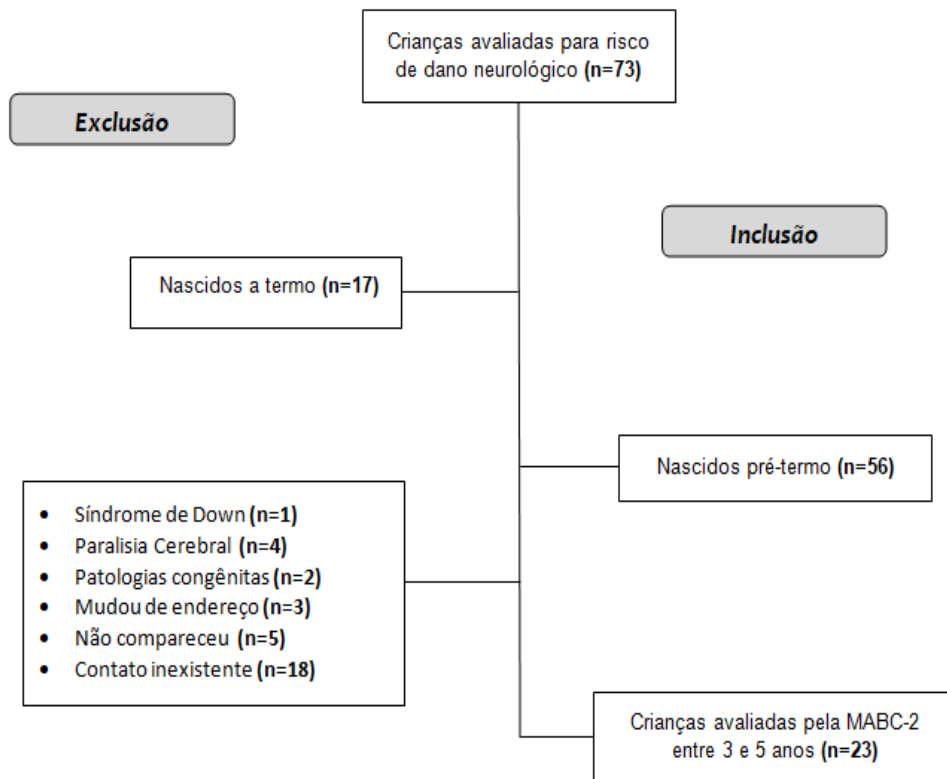 Crianças avaliadas para risco
de dano neurológico (n=73)
Exclusão
Inclusão
Nascidos a termo (n=17)
Nascidos pré-termo (n=56)
• Síndrome de Down (n=1)
• Paralisia Cerebral (n=4)
• Patologias congênitas (n=2)
• Mudou de endereço (n=3)
• Não compareceu (n=5)
• Contato inexistente (n=18)
Crianças avaliadas pela MABC-2
entre 3 e 5 anos (n=23)